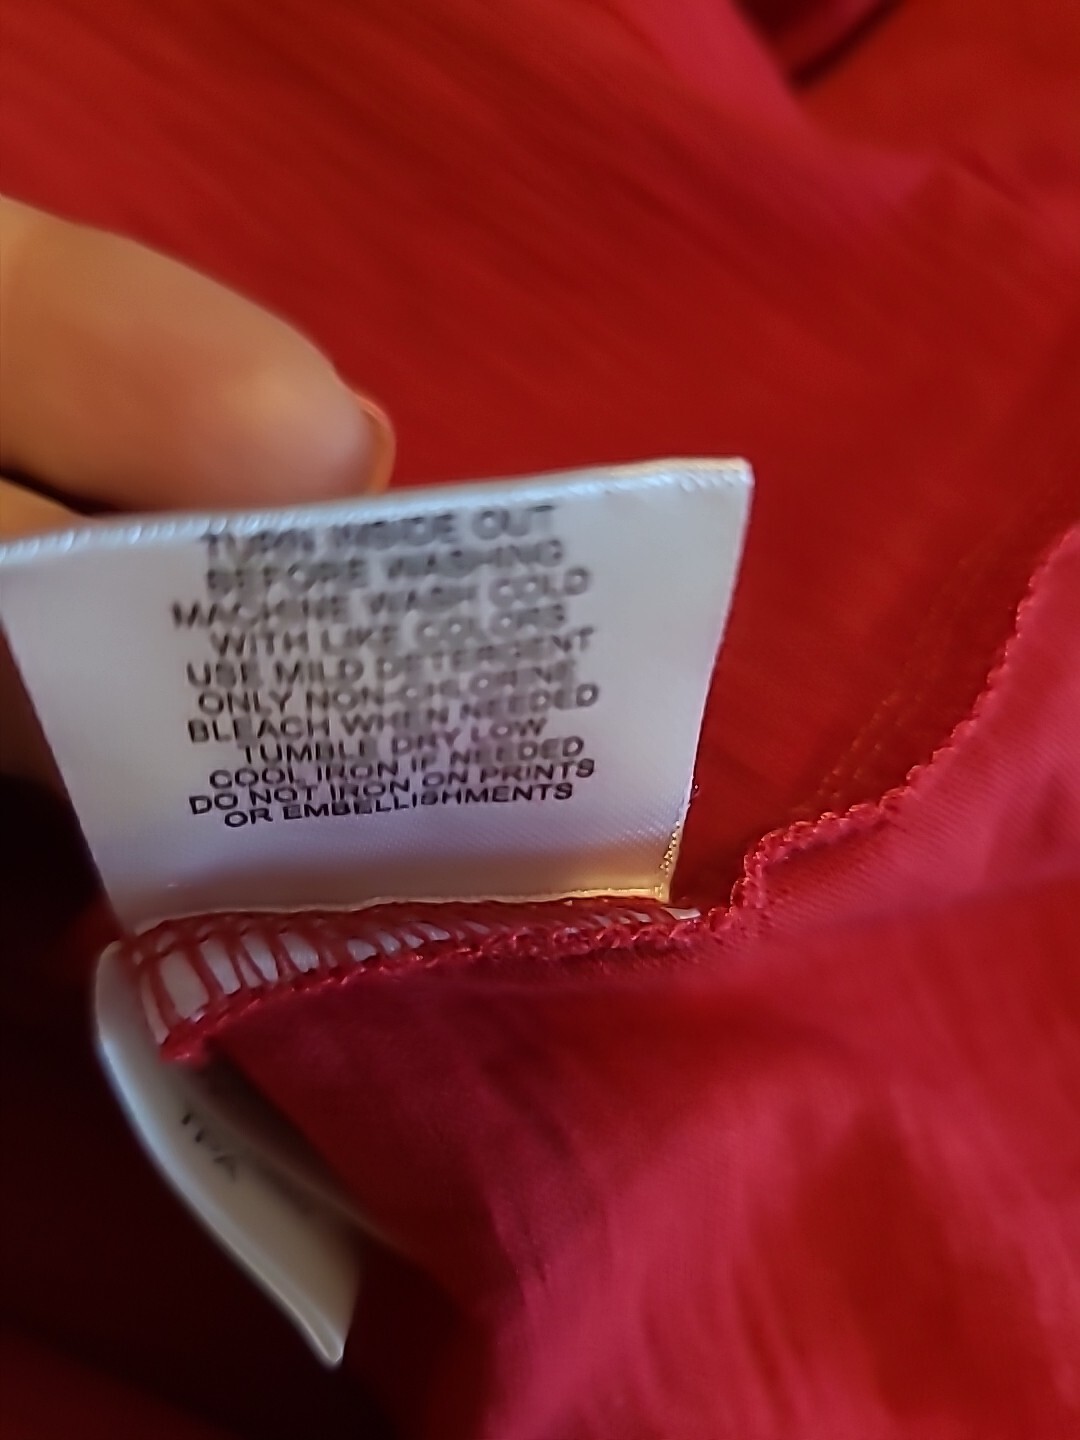 TURN INSIDE OUT
BEFORE WASHING
MACHINE WASH COLD
WITH LIKE COLORS
USE MILD DETERGENT
ONLY NON-CHLORINE
BLEACH WHEN NEEDED
TUMBLE DRY LOW
COOL IRON IF NEEDED
DO NOT IRON ON PRINTS
OR EMBELLISHMENTS